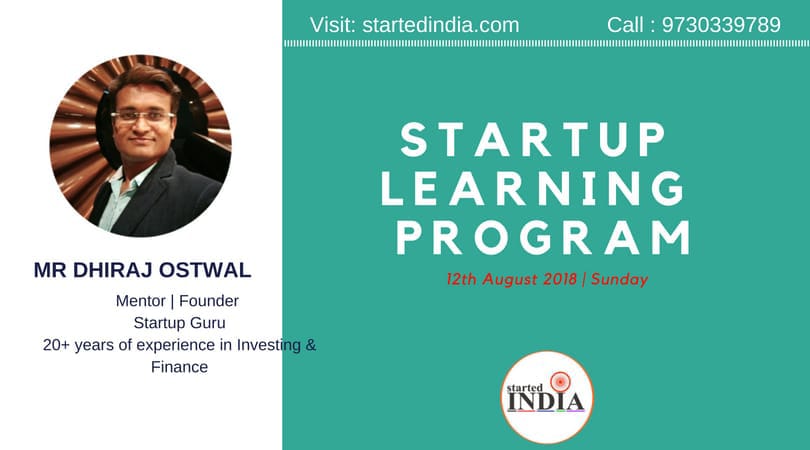 Visit: startedindia.com
Call : 9730339789
STARTUP
LEARNING
PROGRAM
12th August 2018 | Sunday
MR DHIRAJ OSTWAL
Mentor | Founder
Startup Guru
20+ years of experience in Investing &
Finance
started
INDIA